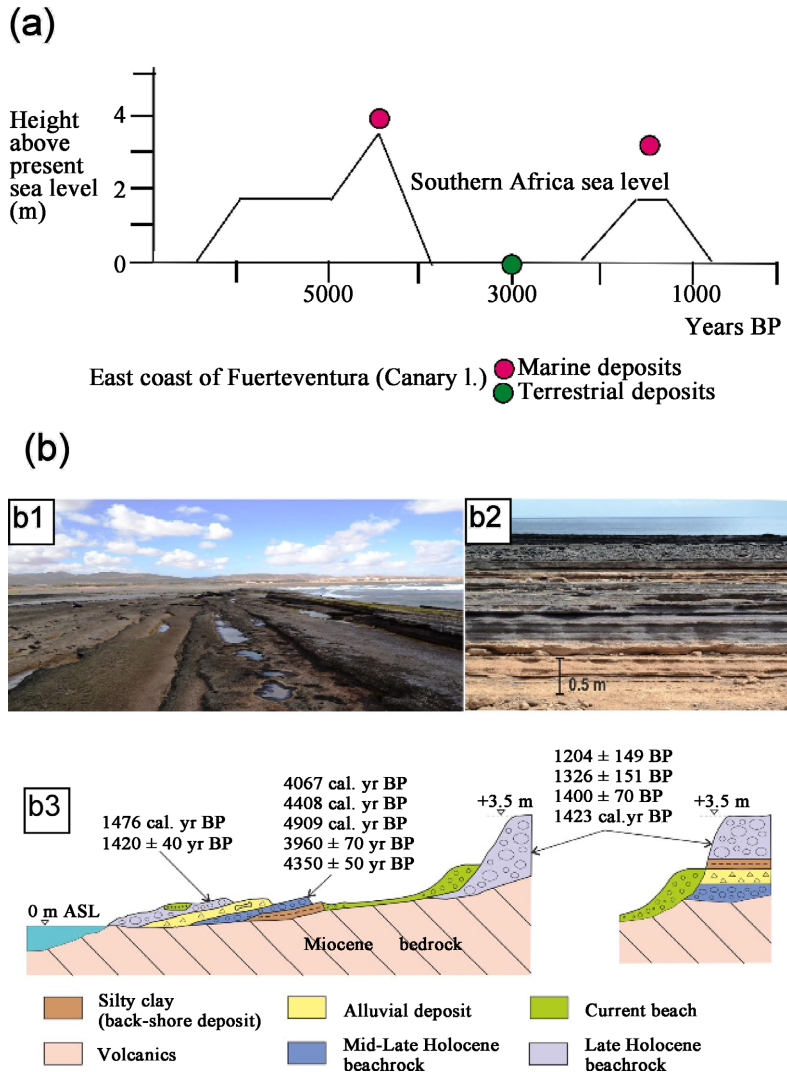 (a)
Height
above
present
sea level
(m)
4
2
0
Southern Africa sea level
5000
3000
1000
Years BP
East coast of Fuerteventura (Canary l.)
Marine deposits
Terrestrial deposits
(b)
b1
b2
0.5 m
b3
1476 cal. yr BP
1420 ± 40 yr BP
4067 cal. yr BP
4408 cal. yr BP
4909 cal. yr BP
3960 ± 70 yr BP
4350 ± 50 yr BP
+3.5 m
1204 ± 149 BP
1326 ± 151 BP
1400 ± 70 BP
1423 cal.yr BP
+3.5 m
0 m ASL
Miocene bedrock
Silty clay
(back-shore deposit)
Alluvial deposit
Current beach
Volcanics
Mid-Late Holocene
beachrock
Late Holocene
beachrock